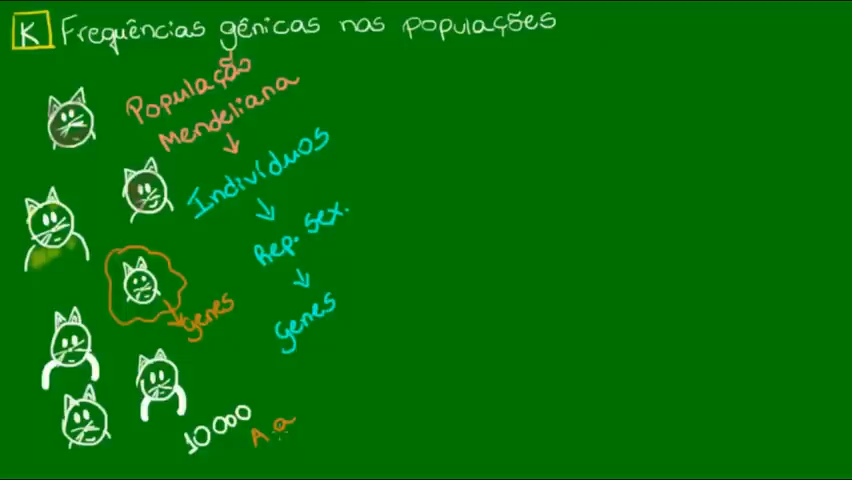 K Frequências gênicas nas populações
População
Mendeliana
Indivíduos
Rep. sex.
genes
genes
10000
A a